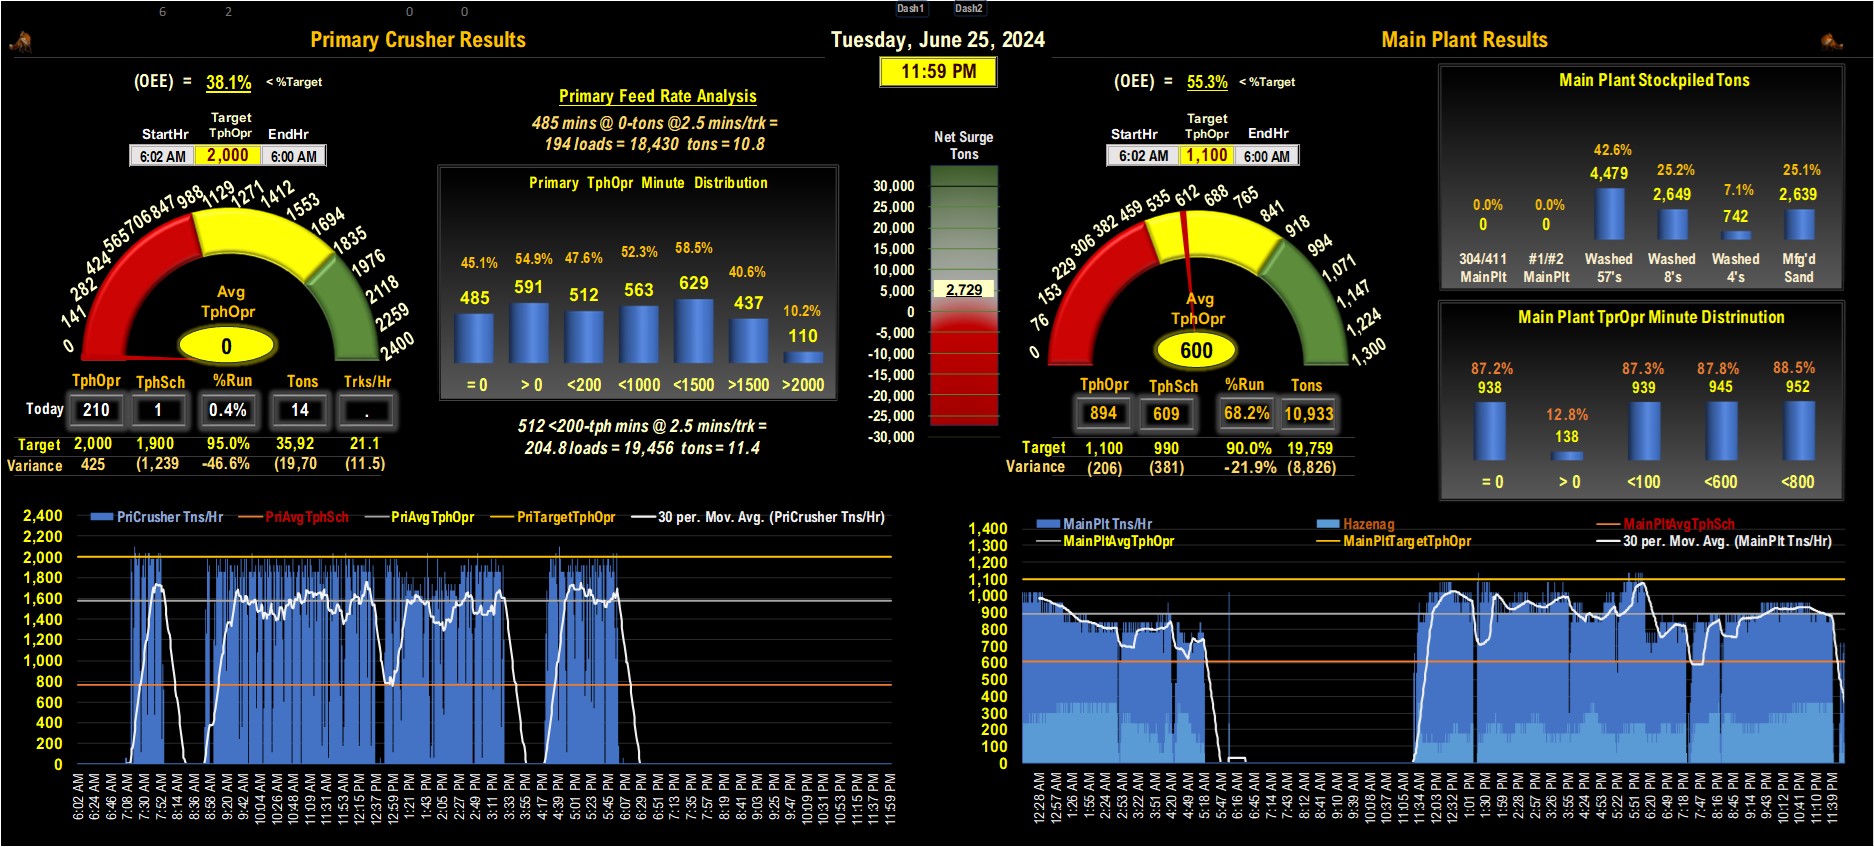 6 2 0 0
Dash1 Dash2
Primary Crusher Results
Tuesday, June 25, 2024
11:59 PM
Main Plant Results
(OEE) = 38.1% < %Target
Target
StartHr TphOpr EndHr
6:02 AM 2,000 6:00 AM
0 141 282 424 565 706 847 988 1129 1271 1412 1553 1694 1835 1976 2118 2259 2400
Avg
TphOpr
0
TphOpr TphSch %Run Tons Trks/Hr
Today 210 1 0.4% 14 .
Target 2,000 1,900 95.0% 35,92 21.1
Variance 425 (1,239 -46.6% (19,70 (11.5)
Primary Feed Rate Analysis
485 mins @ 0-tons @2.5 mins/trk =
194 loads = 18,430 tons = 10.8
Primary TphOpr Minute Distribution
45.1% 54.9% 47.6% 52.3% 58.5% 40.6% 10.2%
485 591 512 563 629 437 110
= 0 > 0 <200 <1000 <1500 >1500 >2000
512 <200-tph mins @ 2.5 mins/trk =
204.8 loads = 19,456 tons = 11.4
Net Surge
Tons
30,000
25,000
20,000
15,000
10,000
5,000
0
-5,000
-10,000
-15,000
-20,000
-25,000
-30,000
2,729
(OEE) = 55.3% < %Target
Target
StartHr TphOpr EndHr
6:02 AM 1,100 6:00 AM
0 76 153 229 306 382 459 535 612 688 765 841 918 994 1,071 1,147 1,224 1,300
Avg
TphOpr
600
TphOpr TphSch %Run Tons
894 609 68.2% 10,933
Target 1,100 990 90.0% 19,759
Variance (206) (381) -21.9% (8,826)
Main Plant Stockpiled Tons
0.0% 0.0% 42.6% 25.2% 7.1% 25.1%
0 0 4,479 2,649 742 2,639
304/411 #1/#2 Washed Washed Washed Mfg'd
MainPlt MainPlt 57's 8's 4's Sand
Main Plant TprOpr Minute Distrinution
87.2% 12.8% 87.3% 87.8% 88.5%
938 138 939 945 952
= 0 > 0 <100 <600 <800
PriCrusher Tns/Hr PriAvgTphSch PriAvgTphOpr PriTargetTphOpr 30 per. Mov. Avg. (PriCrusher Tns/Hr)
2,400
2,200
2,000
1,800
1,600
1,400
1,200
1,000
800
600
400
200
0
6:02 AM 6:24 AM 6:46 AM 7:08 AM 7:30 AM 7:52 AM 8:14 AM 8:36 AM 8:58 AM 9:20 AM 9:42 AM 10:04 AM 10:26 AM 10:48 AM 11:09 AM 11:31 AM 11:53 AM 12:15 PM 12:37 PM 12:59 PM 1:21 PM 1:43 PM 2:05 PM 2:27 PM 2:49 PM 3:11 PM 3:33 PM 3:55 PM 4:17 PM 4:39 PM 5:01 PM 5:23 PM 5:45 PM 6:07 PM 6:29 PM 6:51 PM 7:13 PM 7:35 PM 7:57 PM 8:19 PM 8:41 PM 9:03 PM 9:25 PM 9:47 PM 10:09 PM 10:31 PM 10:53 PM 11:15 PM 11:37 PM 11:59 PM
MainPlt Tns/Hr Hazenag MainPltAvgTphSch
MainPltAvgTphOpr MainPltTargetTphOpr 30 per. Mov. Avg. (MainPlt Tns/Hr)
1,400
1,300
1,200
1,100
1,000
900
800
700
600
500
400
300
200
100
0
12:28 AM 12:57 AM 1:26 AM 1:55 AM 2:24 AM 2:53 AM 3:22 AM 3:51 AM 4:20 AM 4:49 AM 5:18 AM 5:47 AM 6:16 AM 6:45 AM 7:14 AM 7:43 AM 8:12 AM 8:41 AM 9:10 AM 9:39 AM 10:08 AM 10:36 AM 11:05 AM 11:34 AM 12:03 PM 12:32 PM 1:01 PM 1:30 PM 1:59 PM 2:28 PM 2:57 PM 3:26 PM 3:55 PM 4:24 PM 4:53 PM 5:22 PM 5:51 PM 6:20 PM 6:49 PM 7:18 PM 7:47 PM 8:16 PM 8:45 PM 9:14 PM 9:43 PM 10:12 PM 10:41 PM 11:10 PM 11:39 PM